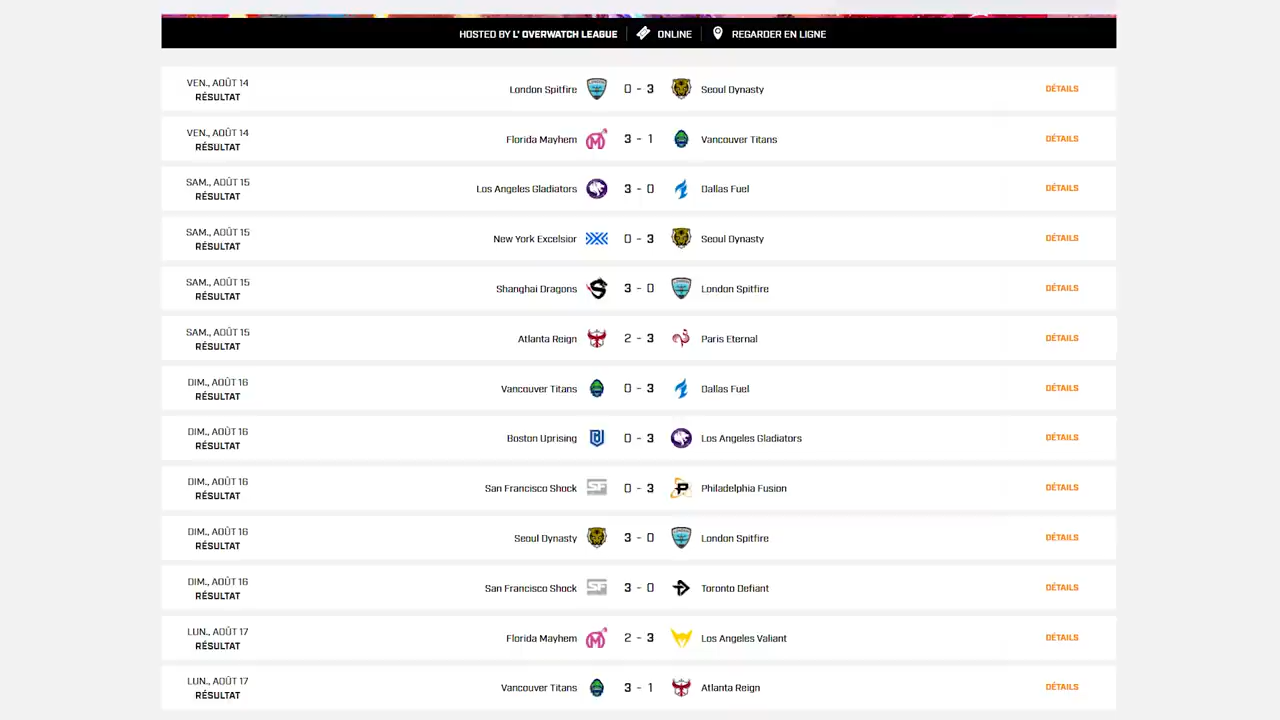 HOSTED BY L' OVERWATCH LEAGUE ONLINE REGARDER EN LIGNE
VEN., AOÛT 14
RÉSULTAT
London Spitfire 0 - 3 Seoul Dynasty DÉTAILS
VEN., AOÛT 14
RÉSULTAT
Florida Mayhem 3 - 1 Vancouver Titans DÉTAILS
SAM., AOÛT 15
RÉSULTAT
Los Angeles Gladiators 3 - 0 Dallas Fuel DÉTAILS
SAM., AOÛT 15
RÉSULTAT
New York Excelsior 0 - 3 Seoul Dynasty DÉTAILS
SAM., AOÛT 15
RÉSULTAT
Shanghai Dragons 3 - 0 London Spitfire DÉTAILS
SAM., AOÛT 15
RÉSULTAT
Atlanta Reign 2 - 3 Paris Eternal DÉTAILS
DIM., AOÛT 16
RÉSULTAT
Vancouver Titans 0 - 3 Dallas Fuel DÉTAILS
DIM., AOÛT 16
RÉSULTAT
Boston Uprising 0 - 3 Los Angeles Gladiators DÉTAILS
DIM., AOÛT 16
RÉSULTAT
San Francisco Shock SF 0 - 3 Philadelphia Fusion DÉTAILS
DIM., AOÛT 16
RÉSULTAT
Seoul Dynasty 3 - 0 London Spitfire DÉTAILS
DIM., AOÛT 16
RÉSULTAT
San Francisco Shock SF 3 - 0 Toronto Defiant DÉTAILS
LUN., AOÛT 17
RÉSULTAT
Florida Mayhem 2 - 3 Los Angeles Valiant DÉTAILS
LUN., AOÛT 17
RÉSULTAT
Vancouver Titans 3 - 1 Atlanta Reign DÉTAILS